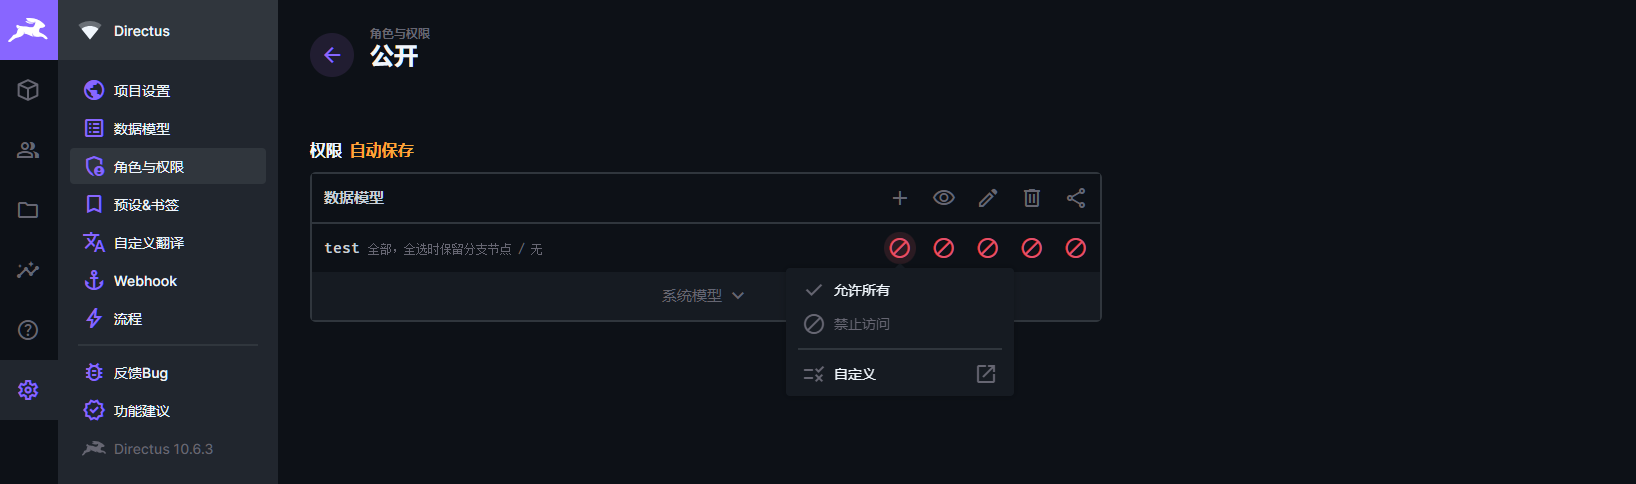 Directus
项目设置
数据模型
角色与权限
预设&书签
自定义翻译
Webhook
流程
反馈Bug
功能建议
Directus 10.6.3
角色与权限
公开
权限 自动保存
数据模型
test 全部，全选时保留分支节点 / 无
系统模型
允许所有
禁止访问
自定义